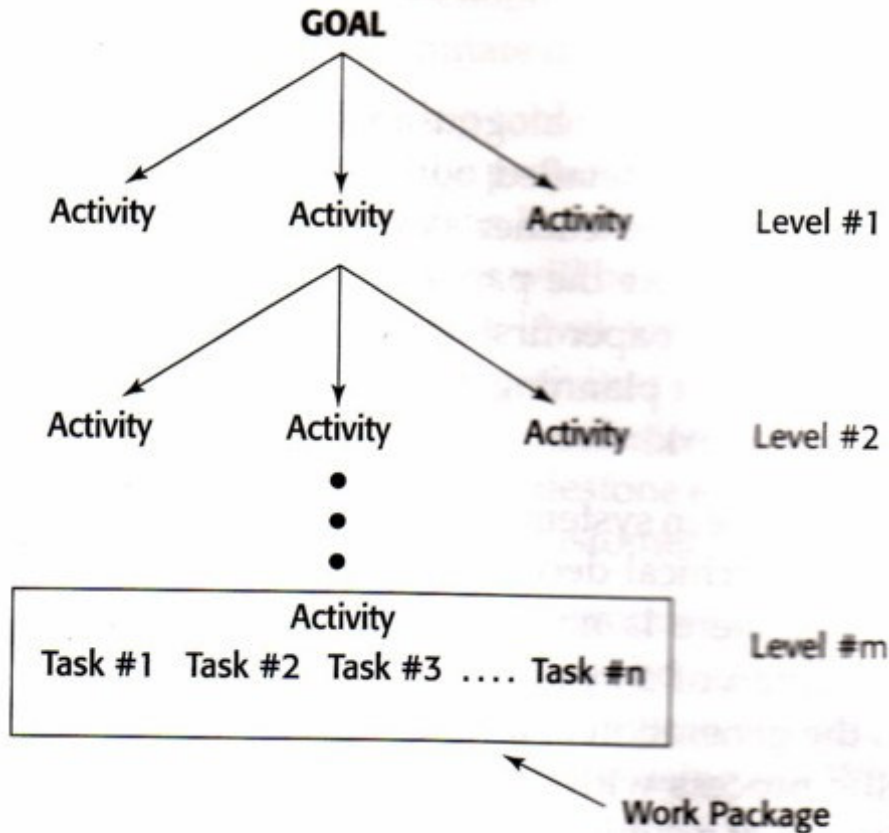 GOAL
Activity Activity Activity Level #1
Activity Activity Activity Level #2
Activity
Task #1 Task #2 Task #3 .... Task #n
Level #m
Work Package